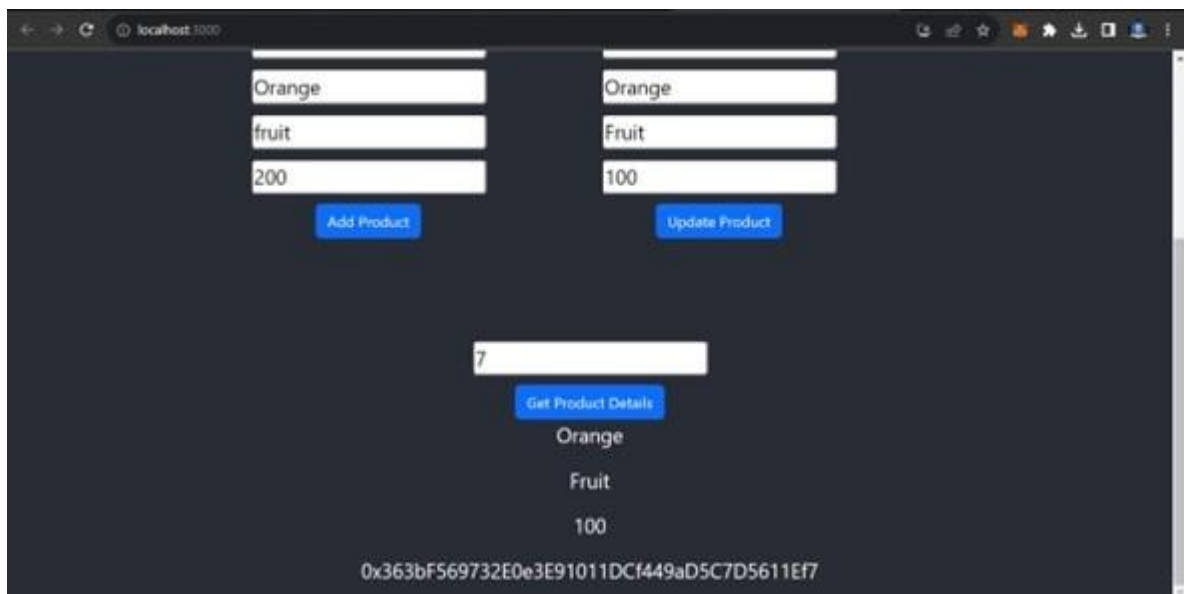 localhost:3000
Orange
Orange
fruit
Fruit
200
100
Add Product
Update Product
7
Get Product Details
Orange
Fruit
100
0x363bF569732E0e3E91011DCf449aD5C7D5611Ef7